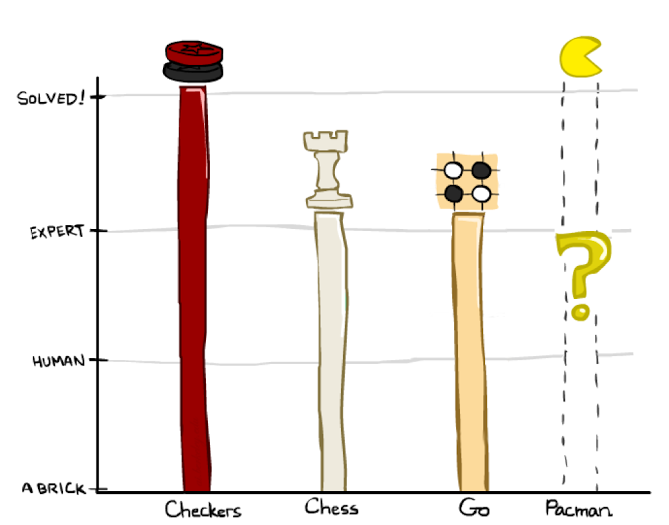 SOLVED!
EXPERT
HUMAN
A BRICK
Checkers Chess Go Pacman
?